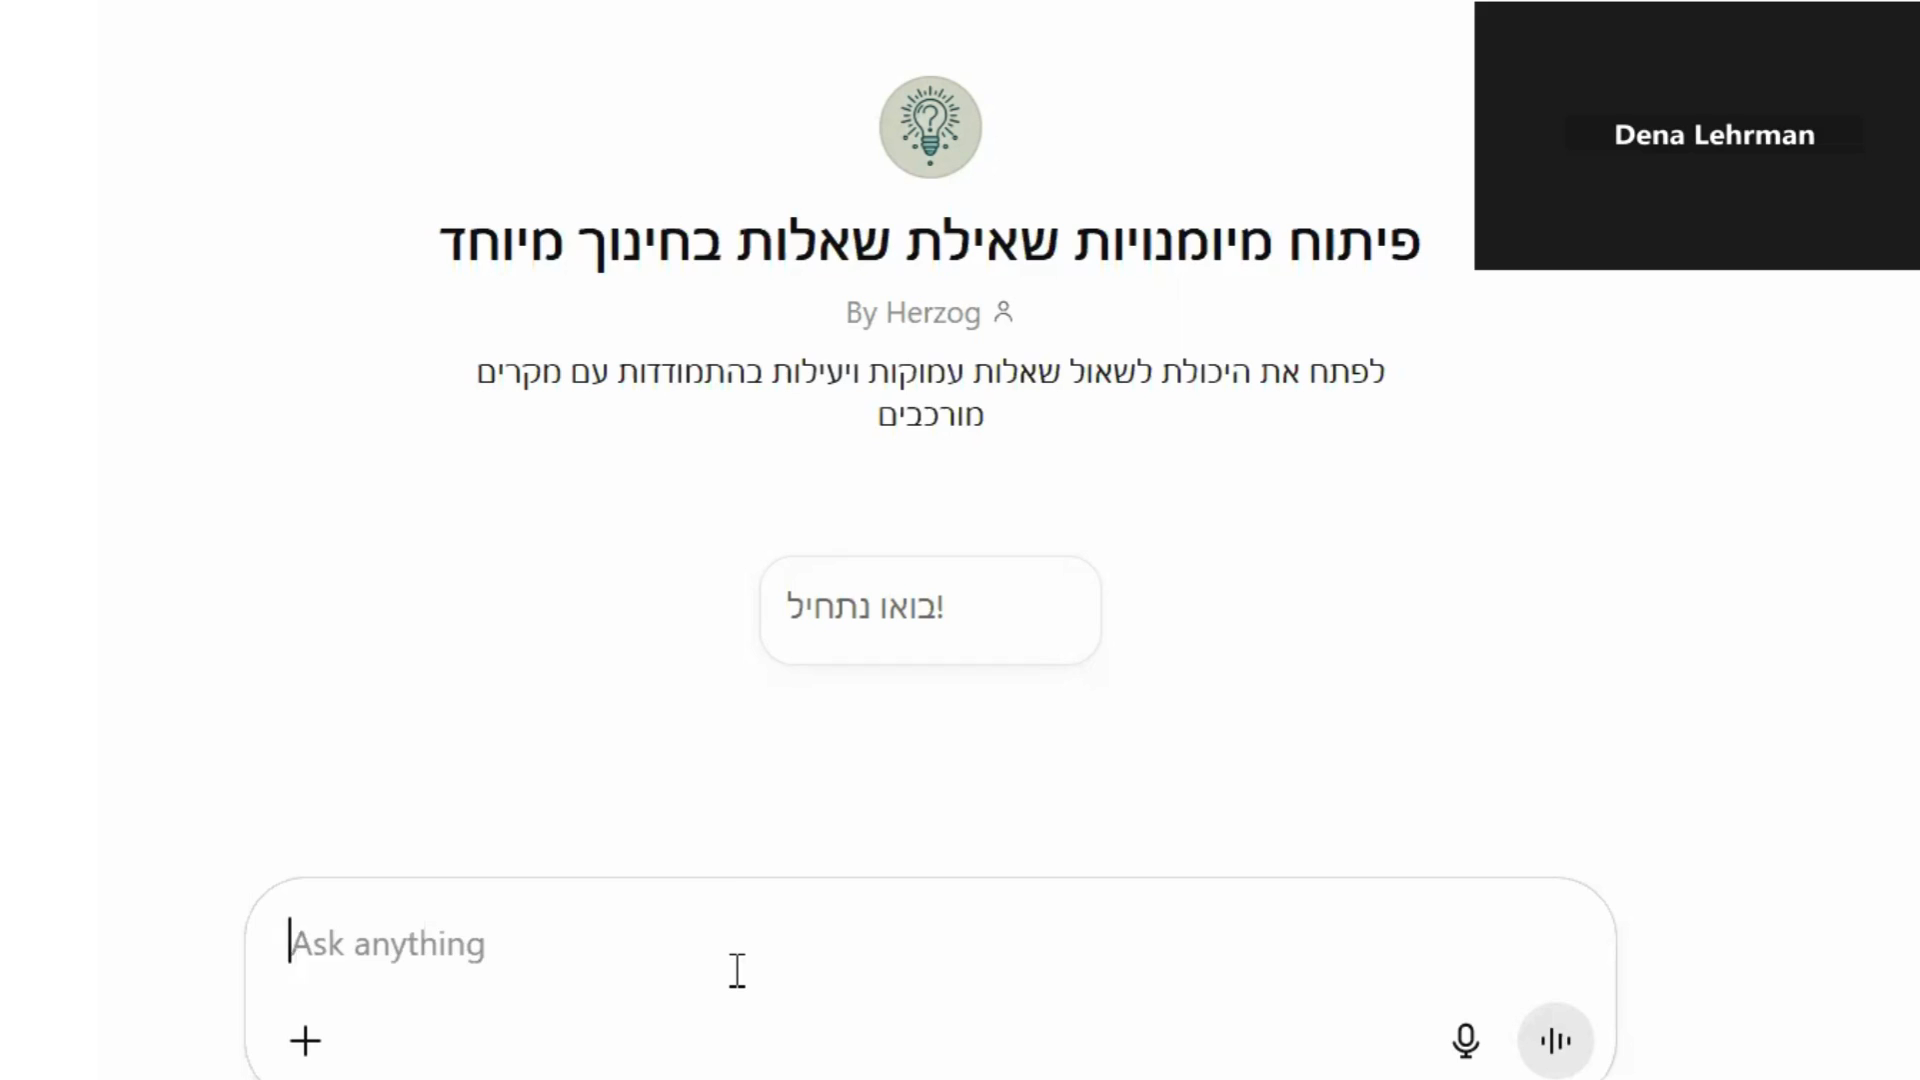 Dena Lehrman
פיתוח מיומנויות שאילת שאלות בחינוך מיוחד
By Herzog
לפתח את היכולת לשאול שאלות עמוקות ויעילות בהתמודדות עם מקרים
מורכבים
בואו נתחיל!
Ask anything